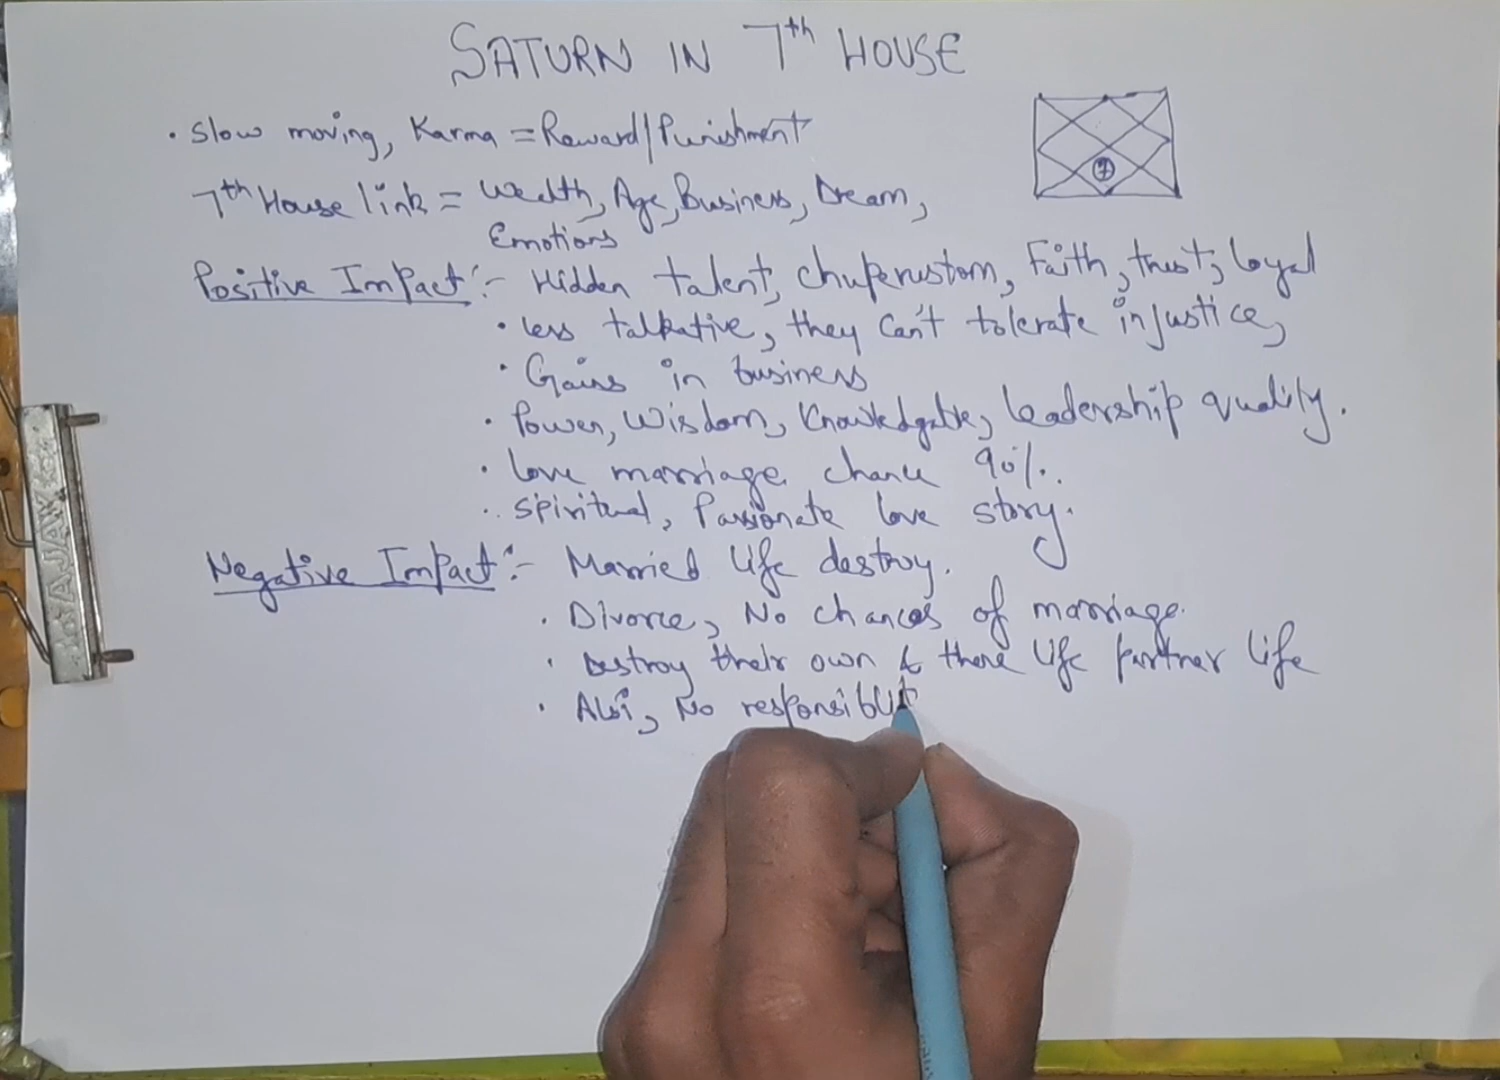 SATURN IN 7th HOUSE
• Slow moving, Karma = Reward/Punishment
7th House link = Wealth, Age, Business, Dream,
Emotions
7
Positive Impact :- Hidden talent, chuperustom, Faith, trust, loyal
• less talkative, they can't tolerate injustice,
• Gains in business
• Power, Wisdom, Knowledgable, leadership quality.
• love marriage chance 90%.
• Spiritual, Passionate love story.
Negative Impact :- Married life destroy.
• Divorce, No chances of marriage.
• Destroy their own & there life partner life
• Alsi, No responsiblit
AJAY